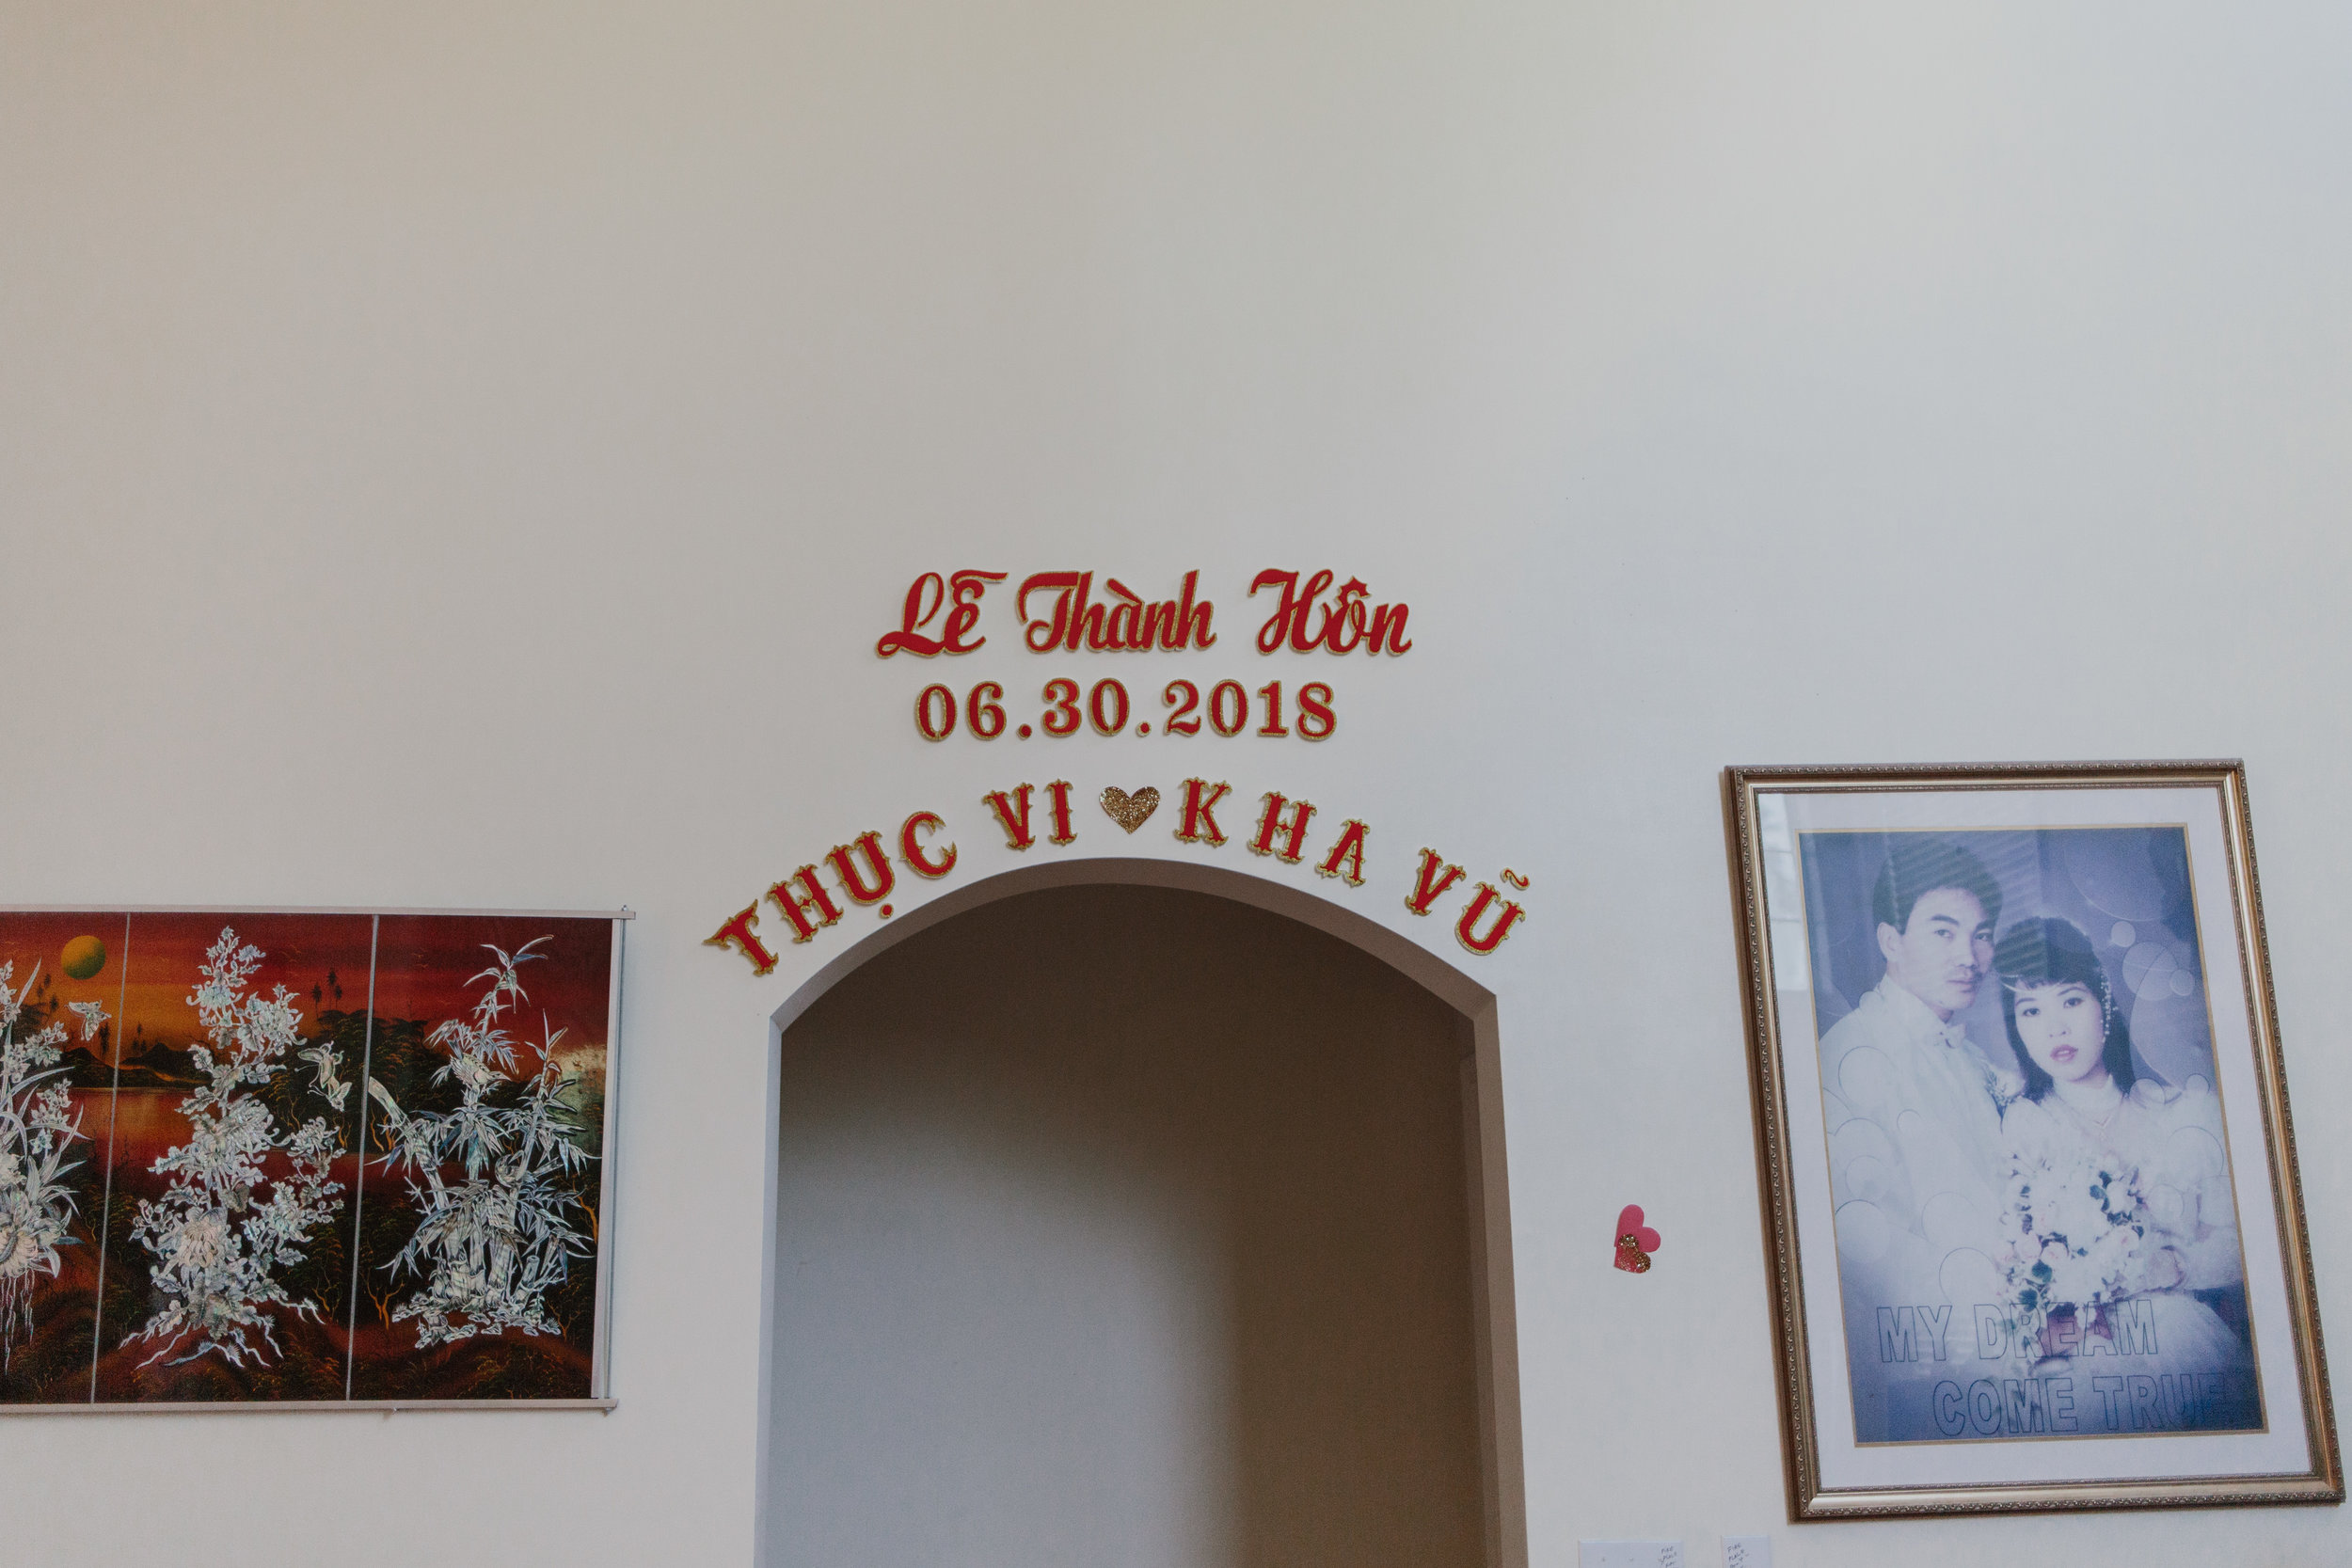 Lễ Thành Hôn
06.30.2018
THỤC VI KHA VŨ
MY DREAM
COME TRUE